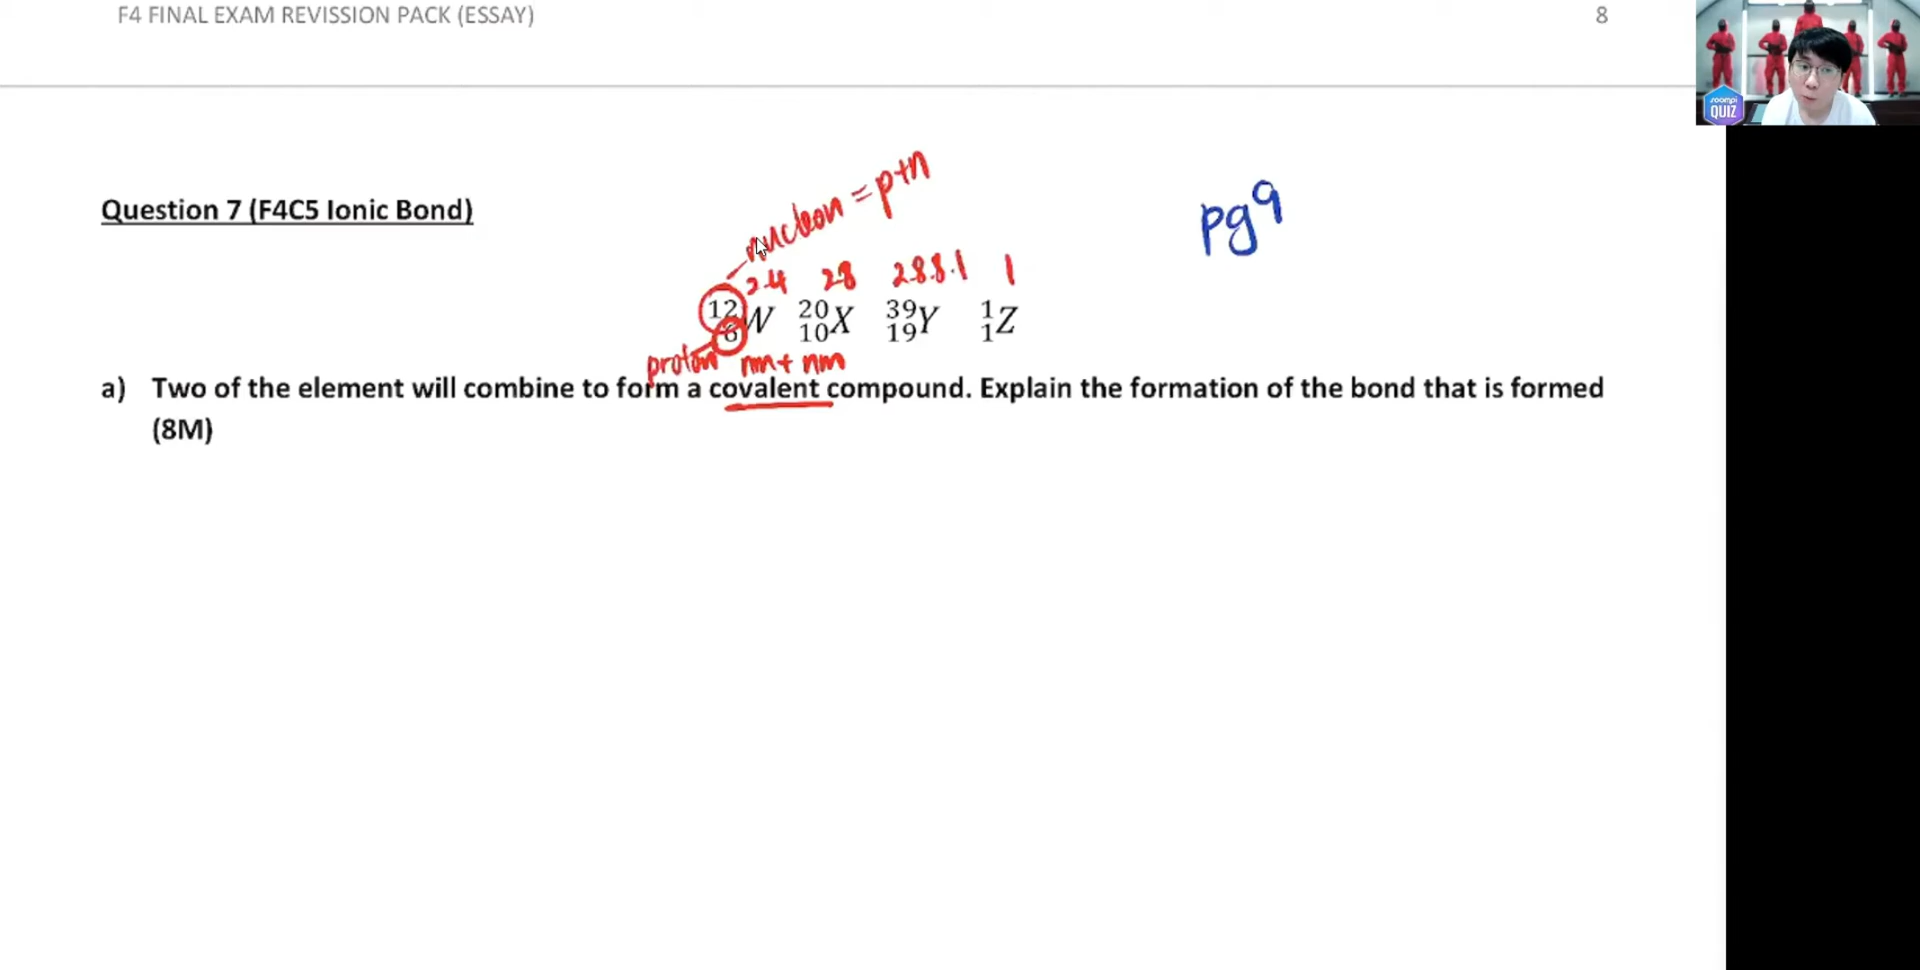 F4 FINAL EXAM REVISSION PACK (ESSAY) 8
soompi
QUIZ
Question 7 (F4C5 Ionic Bond)
nucleon = p+n
pg9
2.4 2 8 2.8.8.1 1
12 6 W 20 10 X 39 19 Y 1 1 Z
proton nm + nm
a) Two of the element will combine to form a covalent compound. Explain the formation of the bond that is formed
(8M)